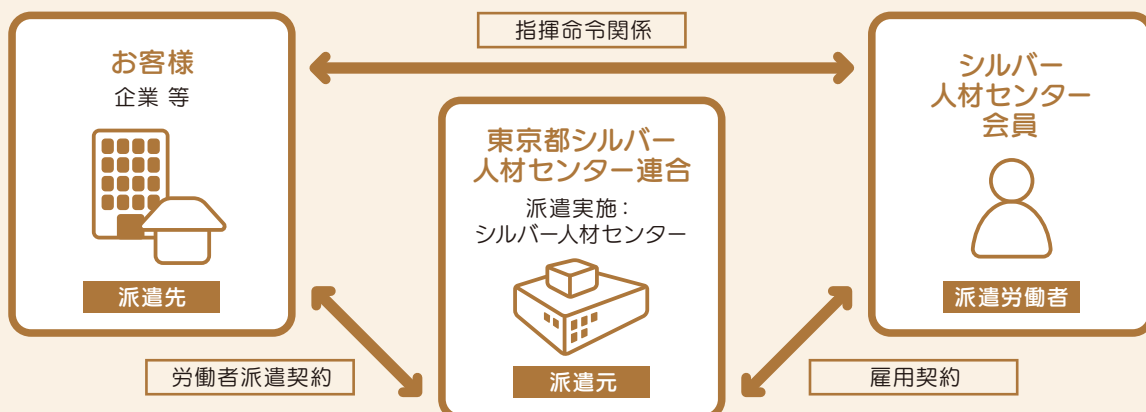 指揮命令関係
お客様
企業 等
派遣先
東京都シルバー
人材センター連合
派遣実施：
シルバー人材センター
派遣元
シルバー
人材センター
会員
派遣労働者
労働者派遣契約
雇用契約